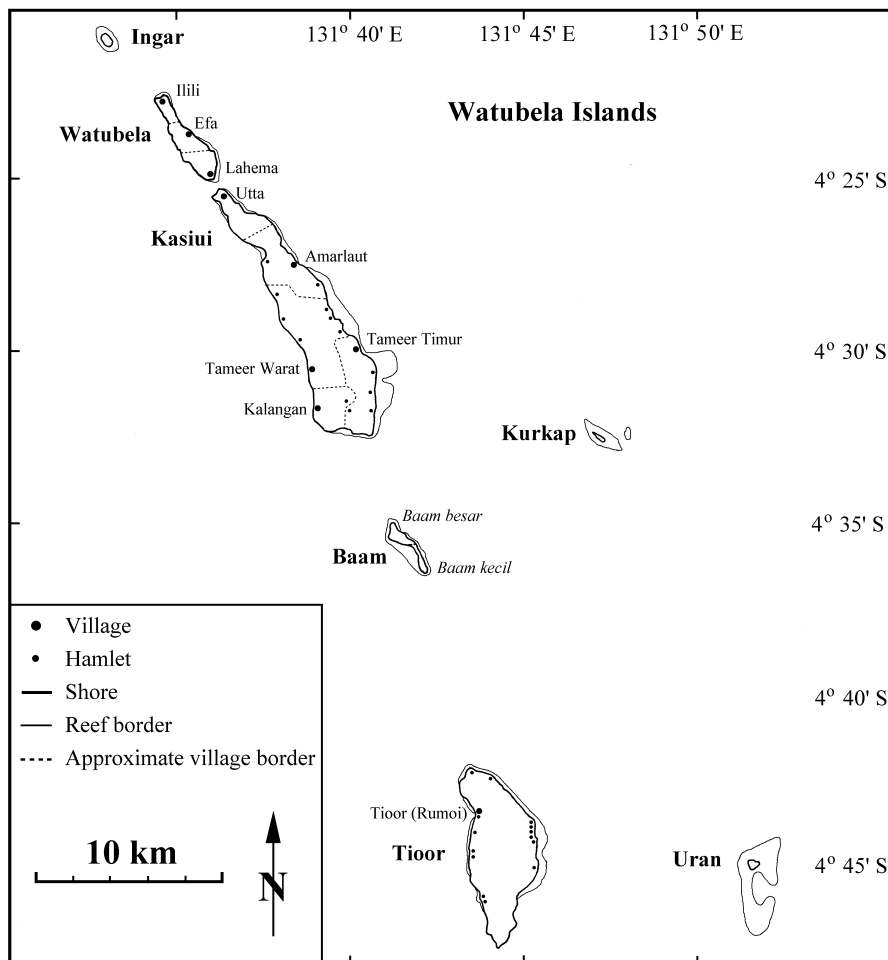 Ingar
131° 40' E
131° 45' E
131° 50' E
Ilili
Watubela Islands
Efa
Watubela
Lahema
4° 25' S
Utta
Kasiui
Amarlaut
Tameer Timur
4° 30' S
Tameer Warat
Kalangan
Kurkap
Baam besar
4° 35' S
Baam
Baam kecil
Village
Hamlet
Shore
4° 40' S
Reef border
Approximate village border
Tioor (Rumoi)
10 km
Tioor
Uran
4° 45' S
N